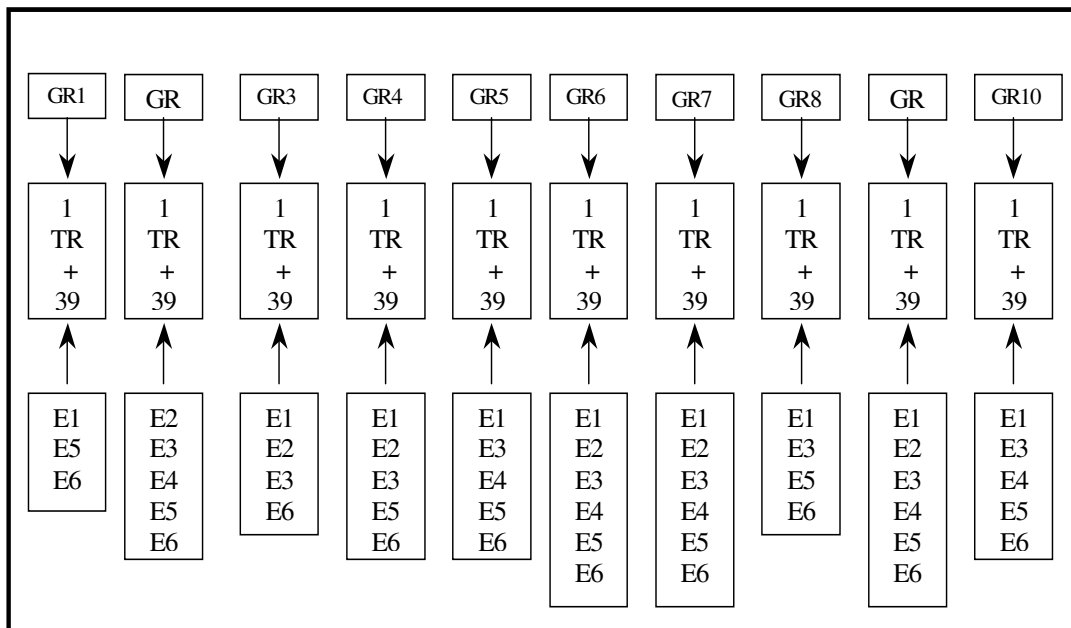 GR1 GR GR3 GR4 GR5 GR6 GR7 GR8 GR GR10
1 1 1 1 1 1 1 1 1 1
TR TR TR TR TR TR TR TR TR TR
+ + + + + + + + + +
39 39 39 39 39 39 39 39 39 39
E1 E2 E1 E1 E1 E1 E1 E1 E1 E1
E5 E3 E2 E2 E3 E2 E2 E3 E2 E3
E6 E4 E3 E3 E4 E3 E3 E5 E3 E4
E5 E6 E5 E5 E4 E4 E6 E4 E5
E6 E6 E6 E5 E5 E5 E6
E6 E6 E6